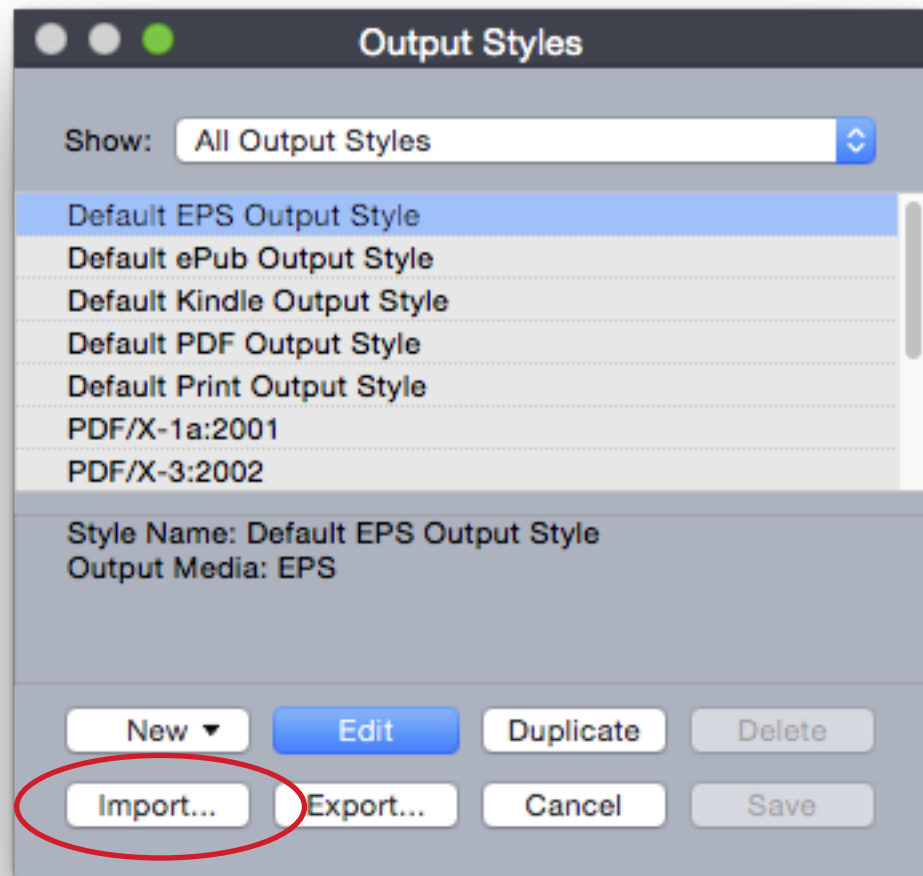 Output Styles
Show: All Output Styles
Default EPS Output Style
Default ePub Output Style
Default Kindle Output Style
Default PDF Output Style
Default Print Output Style
PDF/X-1a:2001
PDF/X-3:2002
Style Name: Default EPS Output Style
Output Media: EPS
New Edit Duplicate Delete
Import... Export... Cancel Save